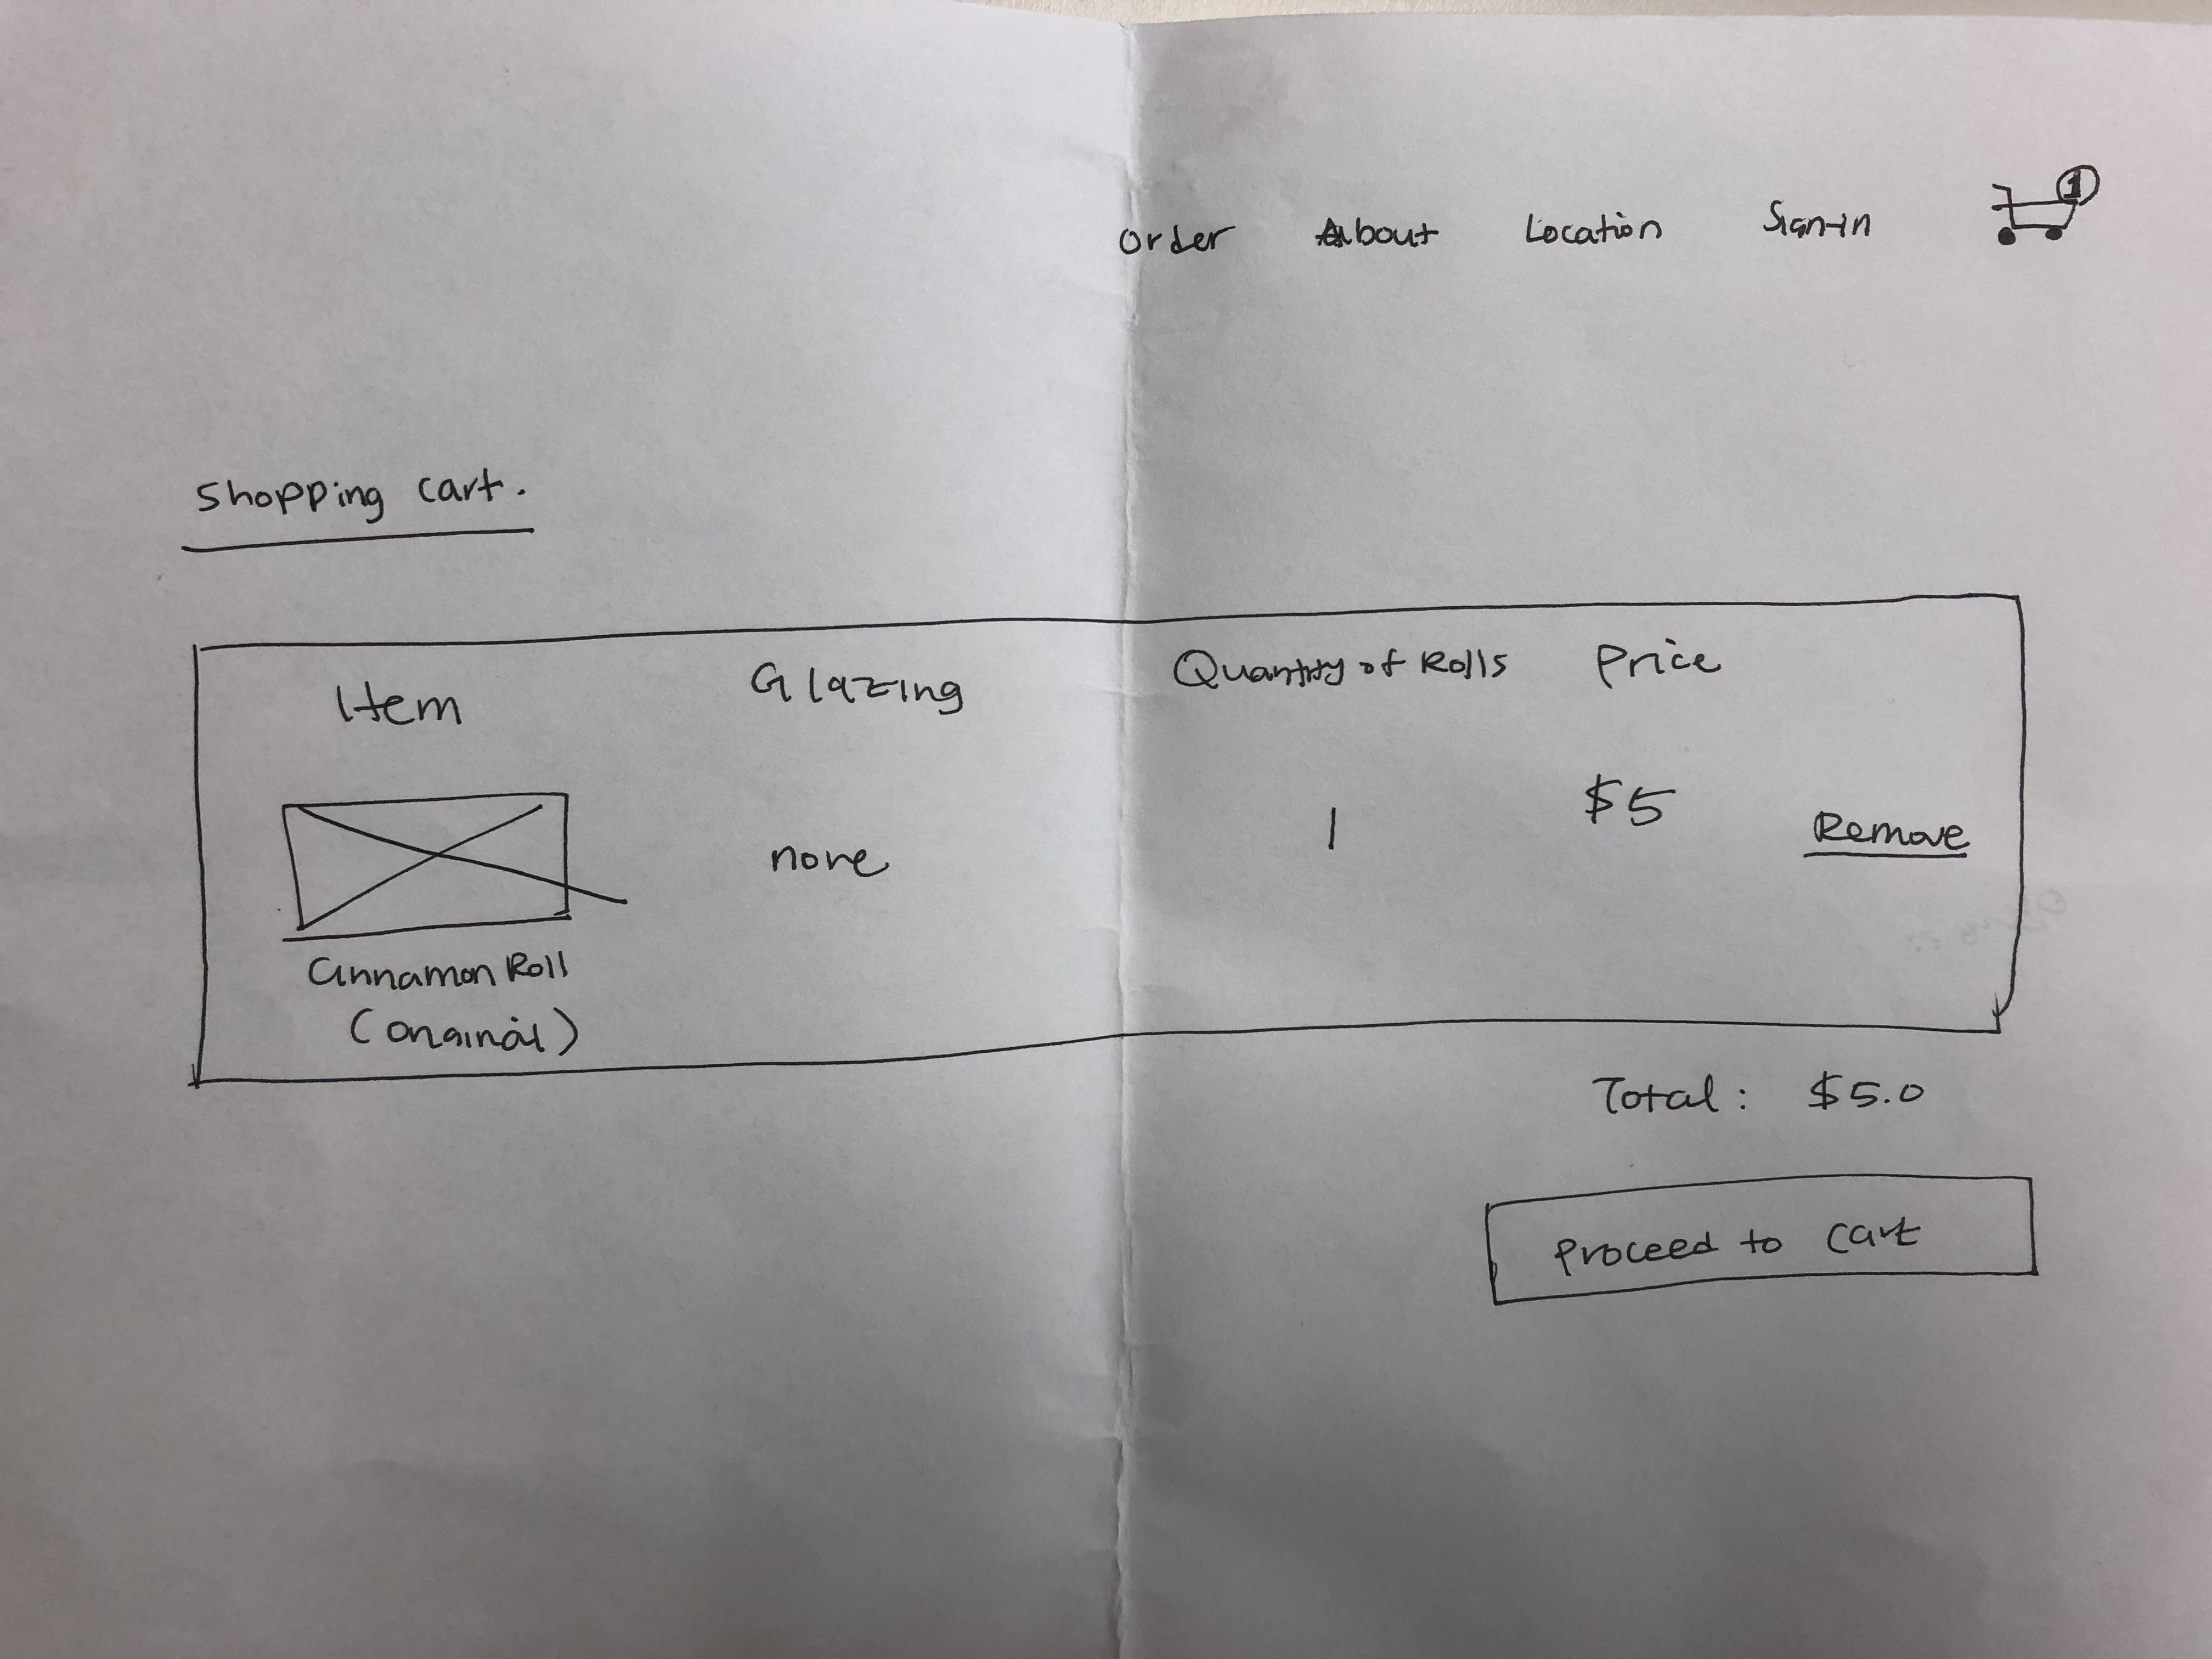 Order About Location Sign-in 1
Shopping cart.
Item Glazing Quantity of Rolls Price
none 1 $5 Remove
Cinnamon Roll
(Original)
Total: $5.0
Proceed to cart